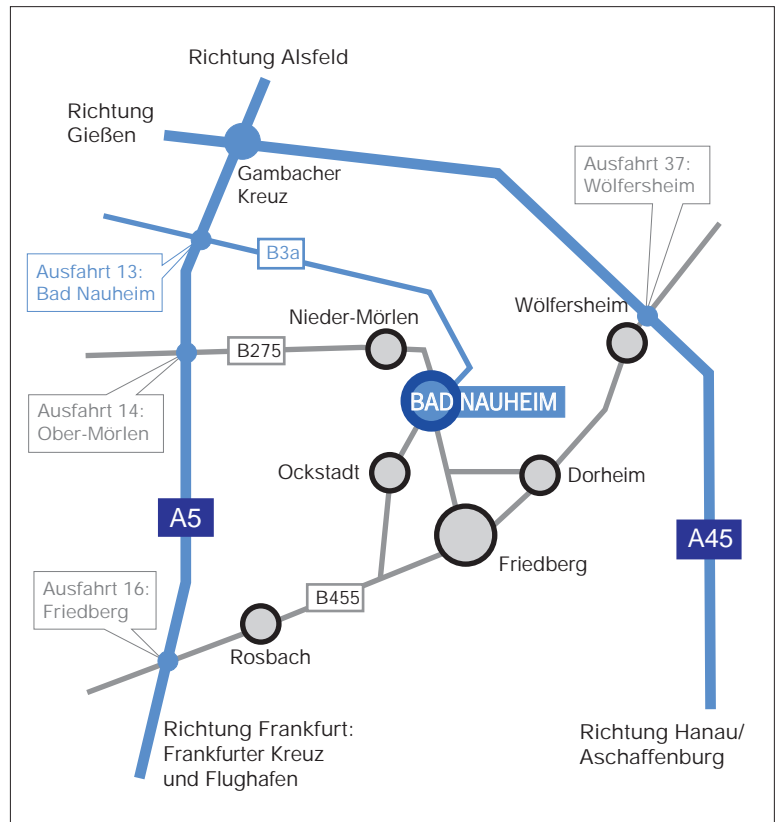 Richtung Alsfeld
Richtung
Gießen
Gambacher
Kreuz
Ausfahrt 37:
Wölfersheim
B3a
Ausfahrt 13:
Bad Nauheim
Wölfersheim
Nieder-Mörlen
B275
BAD NAUHEIM
Ausfahrt 14:
Ober-Mörlen
Ockstadt
Dorheim
A5
A45
Friedberg
Ausfahrt 16:
Friedberg
B455
Rosbach
Richtung Frankfurt:
Frankfurter Kreuz
und Flughafen
Richtung Hanau/
Aschaffenburg